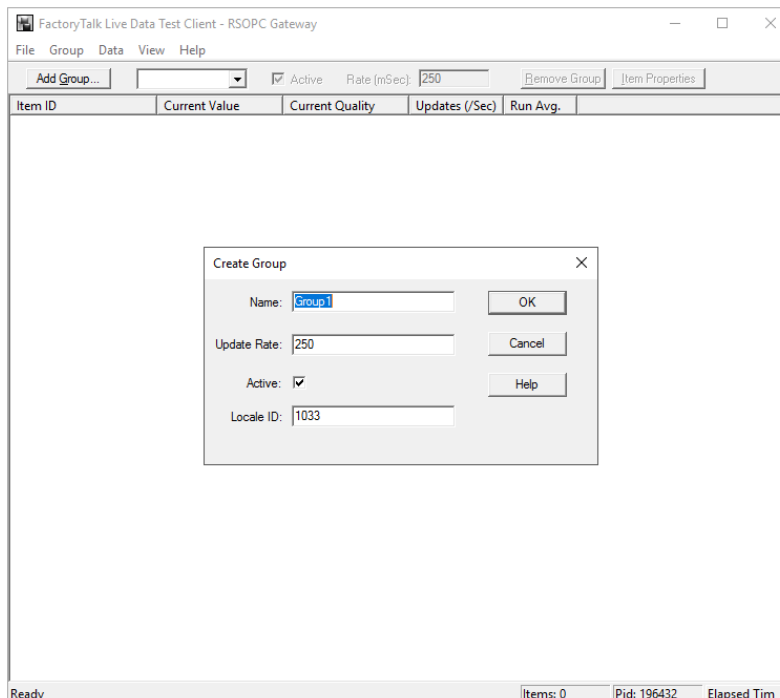 FactoryTalk Live Data Test Client - RSOPC Gateway
File Group Data View Help
Add Group... Active Rate (mSec): 250 Remove Group Item Properties
Item ID Current Value Current Quality Updates (/Sec) Run Avg.
Create Group
Name: Group1 OK
Update Rate: 250 Cancel
Active: Help
Locale ID: 1033
Ready Items: 0 Pid: 196432 Elapsed Tim